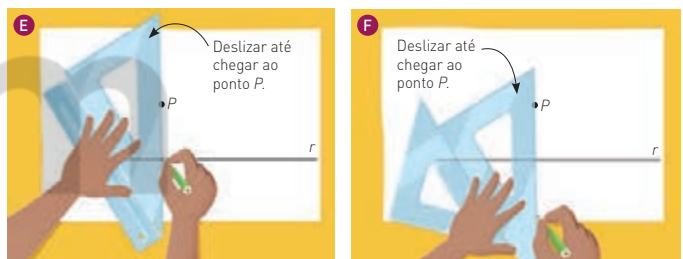 E
Deslizar até
chegar ao
ponto P.
P
r
F
Deslizar até
chegar ao
ponto P.
P
r